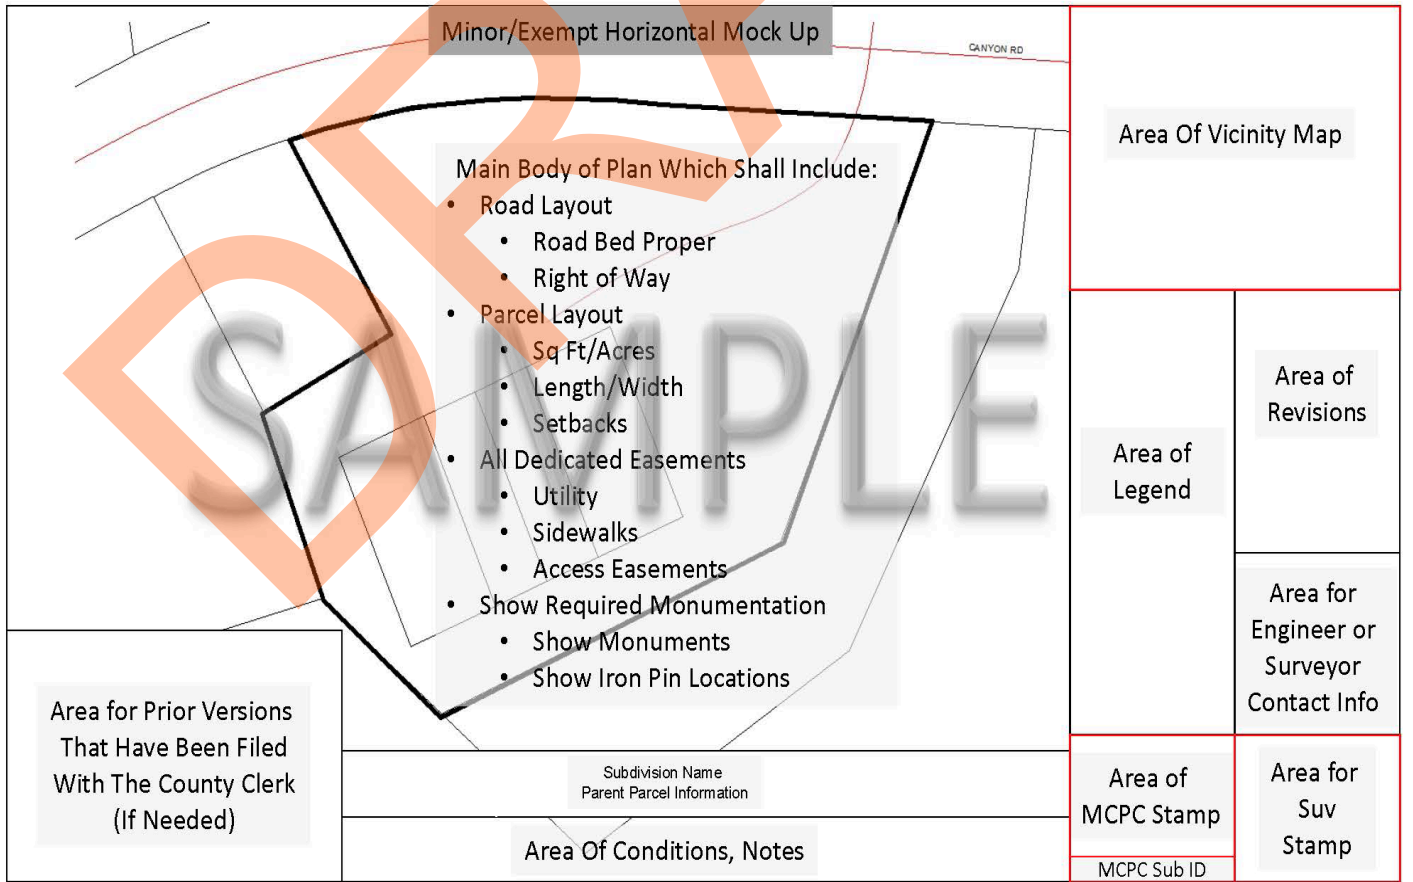 Minor/Exempt Horizontal Mock Up
CANYON RD
Area Of Vicinity Map
Main Body of Plan Which Shall Include:
• Road Layout
• Road Bed Proper
• Right of Way
• Parcel Layout
• Sq Ft/Acres
• Length/Width
• Setbacks
• All Dedicated Easements
• Utility
• Sidewalks
• Access Easements
• Show Required Monumentation
• Show Monuments
• Show Iron Pin Locations
SAMPLE
Area of
Legend
Area of
Revisions
Area for
Engineer or
Surveyor
Contact Info
Area for Prior Versions
That Have Been Filed
With The County Clerk
(If Needed)
Subdivision Name
Parent Parcel Information
Area Of Conditions, Notes
Area of
MCPC Stamp
MCPC Sub ID
Area for
Suv
Stamp